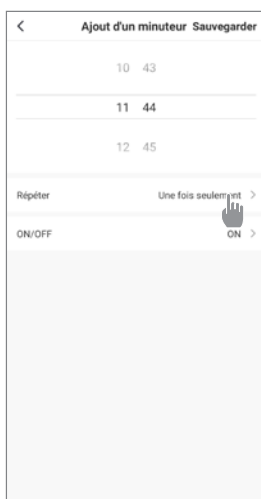 Ajout d'un minuteur Sauvegarder
10 43
11 44
12 45
Répéter Une fois seulement
ON/OFF ON